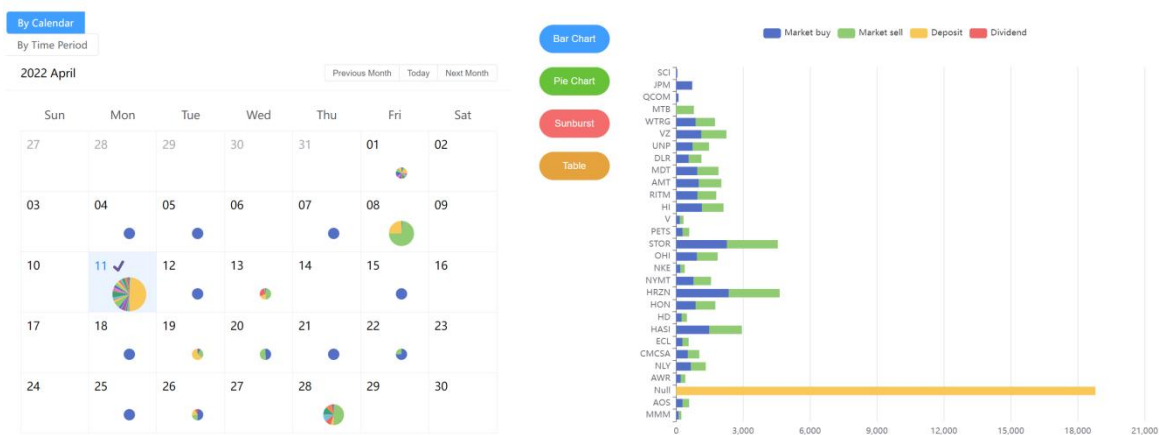 By Calendar
By Time Period
2022 April
Previous Month Today Next Month
Sun Mon Tue Wed Thu Fri Sat
27 28 29 30 31 01 02
03 04 05 06 07 08 09
10 11 12 13 14 15 16
17 18 19 20 21 22 23
24 25 26 27 28 29 30
Bar Chart
Pie Chart
Sunburst
Table
Market buy Market sell Deposit Dividend
SCI
JPM
QCOM
MTB
WTRG
VZ
UNP
DLR
MDT
AMT
RITM
HI
V
PETS
STOR
OHI
NKE
NYMT
HRZN
HON
HD
HASI
ECL
CMCSA
NLY
AWR
Null
AOS
MMM
0 3,000 6,000 9,000 12,000 15,000 18,000 21,000